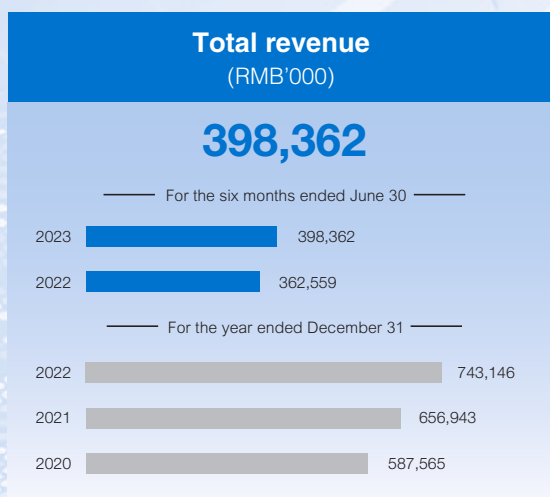 Total revenue
(RMB’000)
398,362
For the six months ended June 30
2023 398,362
2022 362,559
For the year ended December 31
2022 743,146
2021 656,943
2020 587,565